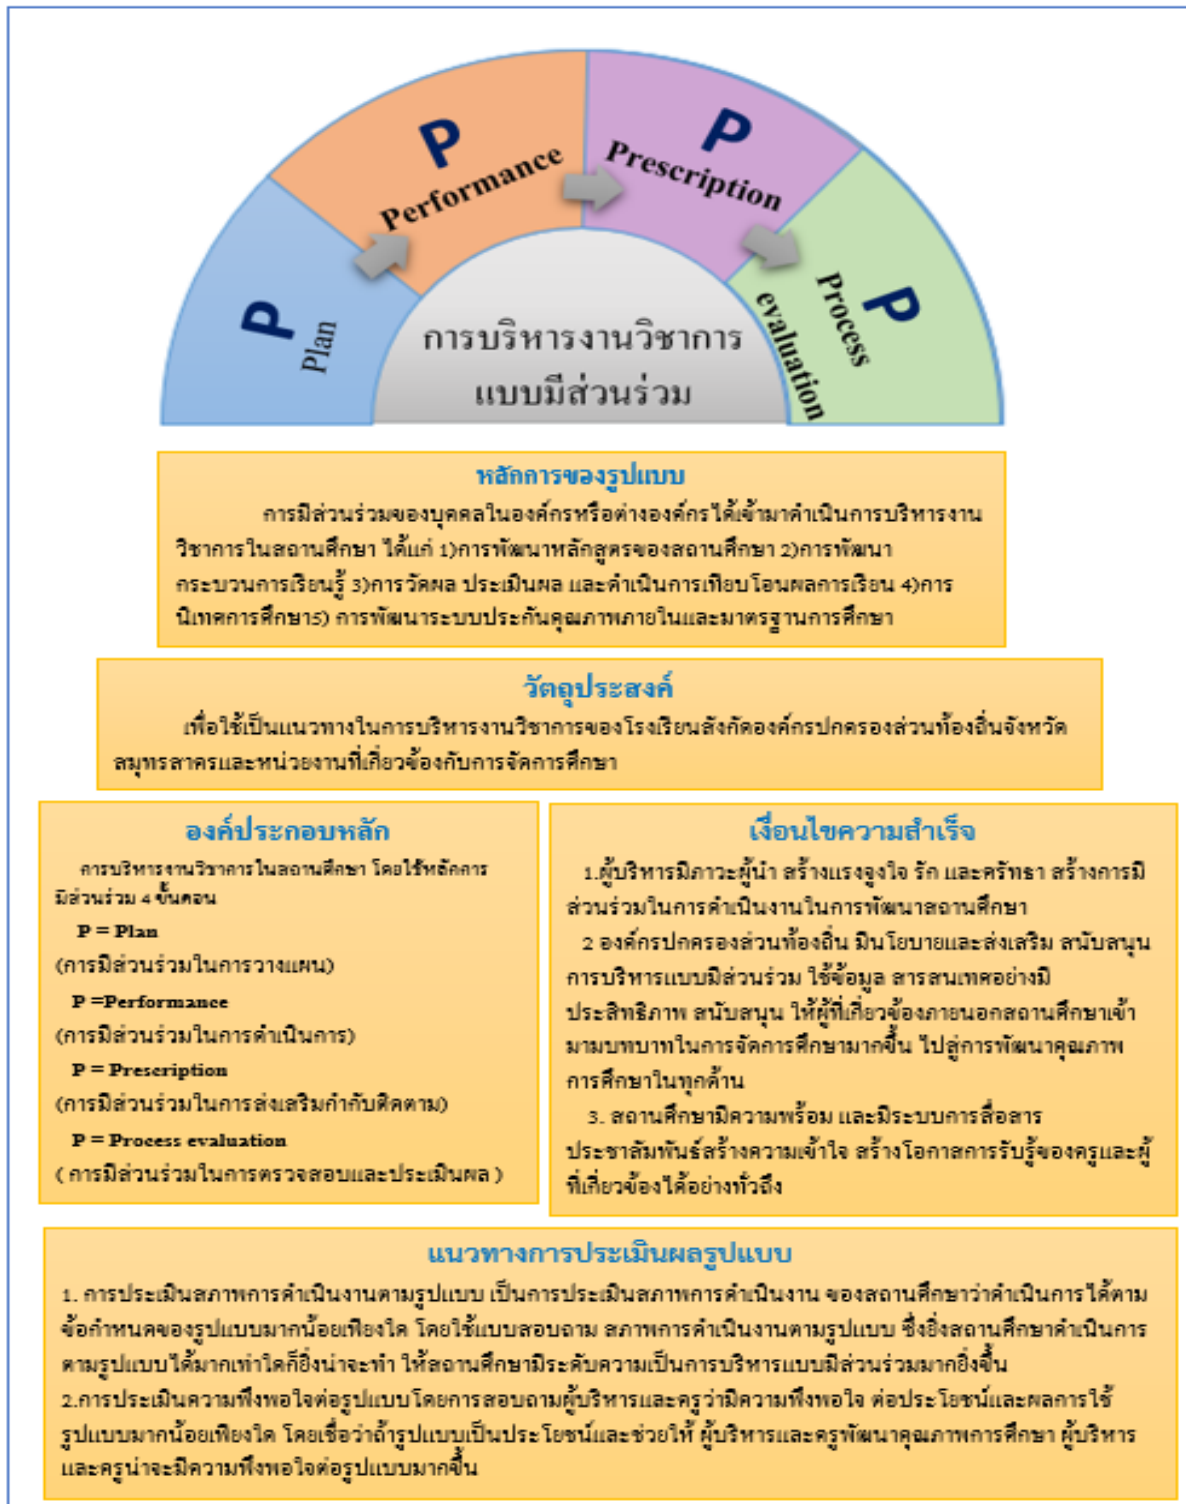 P
Plan
P
Performance
P
Prescription
P
Process
evaluation
การบริหารงานวิชาการ
แบบมีส่วนร่วม
หลักการของรูปแบบ
การมีส่วนร่วมของบุคคลในองค์กรหรือต่างองค์กรได้เข้ามาดำเนินการบริหารงาน
วิชาการในสถานศึกษา ได้แก่ 1)การพัฒนาหลักสูตรของสถานศึกษา 2)การพัฒนา
กระบวนการเรียนรู้ 3)การวัดผล ประเมินผล และดำเนินการเทียบโอนผลการเรียน 4)การ
นิเทศการศึกษา5) การพัฒนาระบบประกันคุณภาพภายในและมาตรฐานการศึกษา
วัตถุประสงค์
เพื่อใช้เป็นแนวทางในการบริหารงานวิชาการของโรงเรียนสังกัดองค์กรปกครองส่วนท้องถิ่นจังหวัด
สมุทรสาครและหน่วยงานที่เกี่ยวข้องกับการจัดการศึกษา
องค์ประกอบหลัก
การบริหารงานวิชาการในสถานศึกษา โดยใช้หลักการ
มีส่วนร่วม 4 ขั้นตอน
P = Plan
(การมีส่วนร่วมในการวางแผน)
P =Performance
(การมีส่วนร่วมในการดำเนินการ)
P = Prescription
(การมีส่วนร่วมในการส่งเสริมกำกับติดตาม)
P = Process evaluation
( การมีส่วนร่วมในการตรวจสอบและประเมินผล )
เงื่อนไขความสำเร็จ
1.ผู้บริหารมีภาวะผู้นำ สร้างแรงจูงใจ รัก และศรัทธา สร้างการมี
ส่วนร่วมในการดำเนินงานในการพัฒนาสถานศึกษา
2 องค์กรปกครองส่วนท้องถิ่น มีนโยบายและส่งเสริม สนับสนุน
การบริหารแบบมีส่วนร่วม ใช้ข้อมูล สารสนเทศอย่างมี
ประสิทธิภาพ สนับสนุน ให้ผู้ที่เกี่ยวข้องภายนอกสถานศึกษาเข้า
มามบทบาทในการจัดการศึกษามากขึ้น ไปสู่การพัฒนาคุณภาพ
การศึกษาในทุกด้าน
3. สถานศึกษามีความพร้อม และมีระบบการสื่อสาร
ประชาสัมพันธ์สร้างความเข้าใจ สร้างโอกาสการรับรู้ของครูและผู้
ที่เกี่ยวข้องได้อย่างทั่วถึง
แนวทางการประเมินผลรูปแบบ
1. การประเมินสภาพการดำเนินงานตามรูปแบบ เป็นการประเมินสภาพการดำเนินงาน ของสถานศึกษาว่าดำเนินการได้ตาม
ข้อกำหนดของรูปแบบมากน้อยเพียงใด โดยใช้แบบสอบถาม สภาพการดำเนินงานตามรูปแบบ ซึ่งยิ่งสถานศึกษาดำเนินการ
ตามรูปแบบได้มากเท่าใดก็ยิ่งน่าจะทำ ให้สถานศึกษามีระดับความเป็นการบริหารแบบมีส่วนร่วมมากยิ่งขึ้น
2.การประเมินความพึงพอใจต่อรูปแบบโดยการสอบถามผู้บริหารและครูว่ามีความพึงพอใจ ต่อประโยชน์และผลการใช้
รูปแบบมากน้อยเพียงใด โดยเชื่อว่าถ้ารูปแบบเป็นประโยชน์และช่วยให้ ผู้บริหารและครูพัฒนาคุณภาพการศึกษา ผู้บริหาร
และครูน่าจะมีความพึงพอใจต่อรูปแบบมากขึ้น